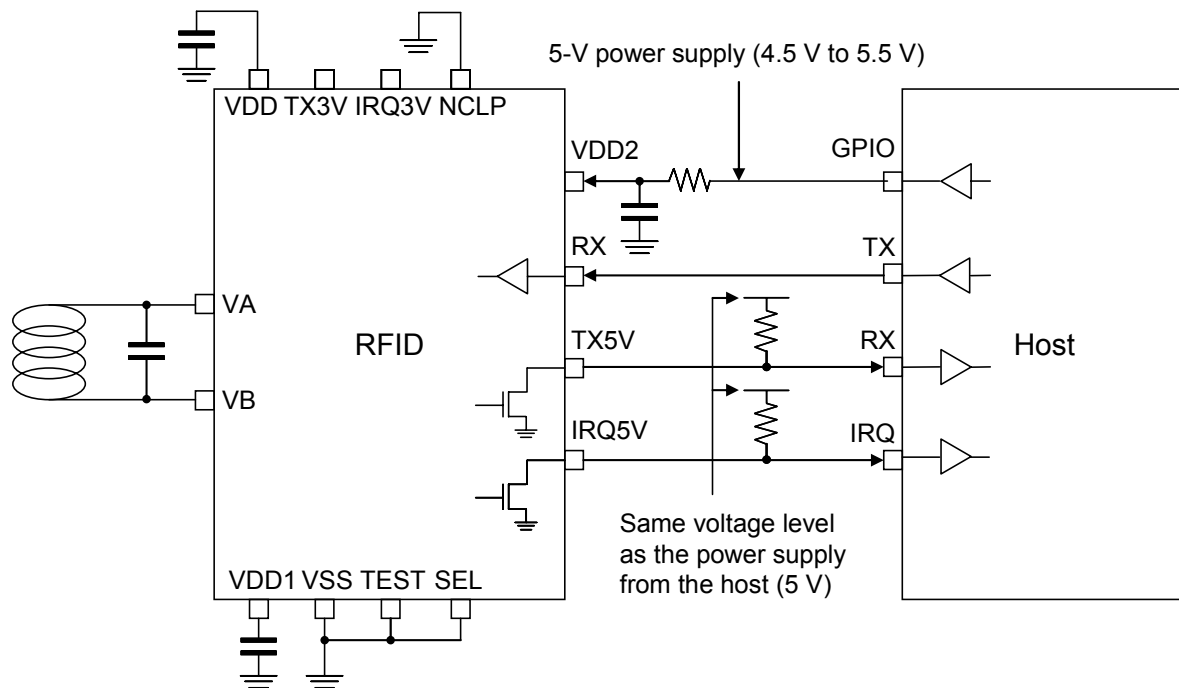 5-V power supply (4.5 V to 5.5 V)
VDD TX3V IRQ3V NCLP
VDD2
GPIO
RX
TX
VA
RFID
TX5V
RX
Host
VB
IRQ5V
IRQ
Same voltage level
as the power supply
from the host (5 V)
VDD1 VSS TEST SEL